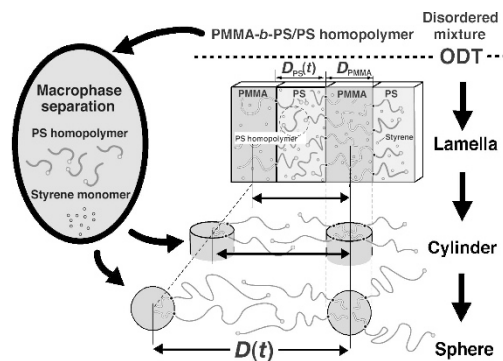 PMMA-b-PS/PS homopolymer
Disordered
mixture
ODT
D_PS(t)
D_PMMA
PMMA
PS
PMMA
PS
PS homopolymer
Styrene
Lamella
Macrophase
separation
PS homopolymer
Styrene monomer
Cylinder
D(t)
Sphere